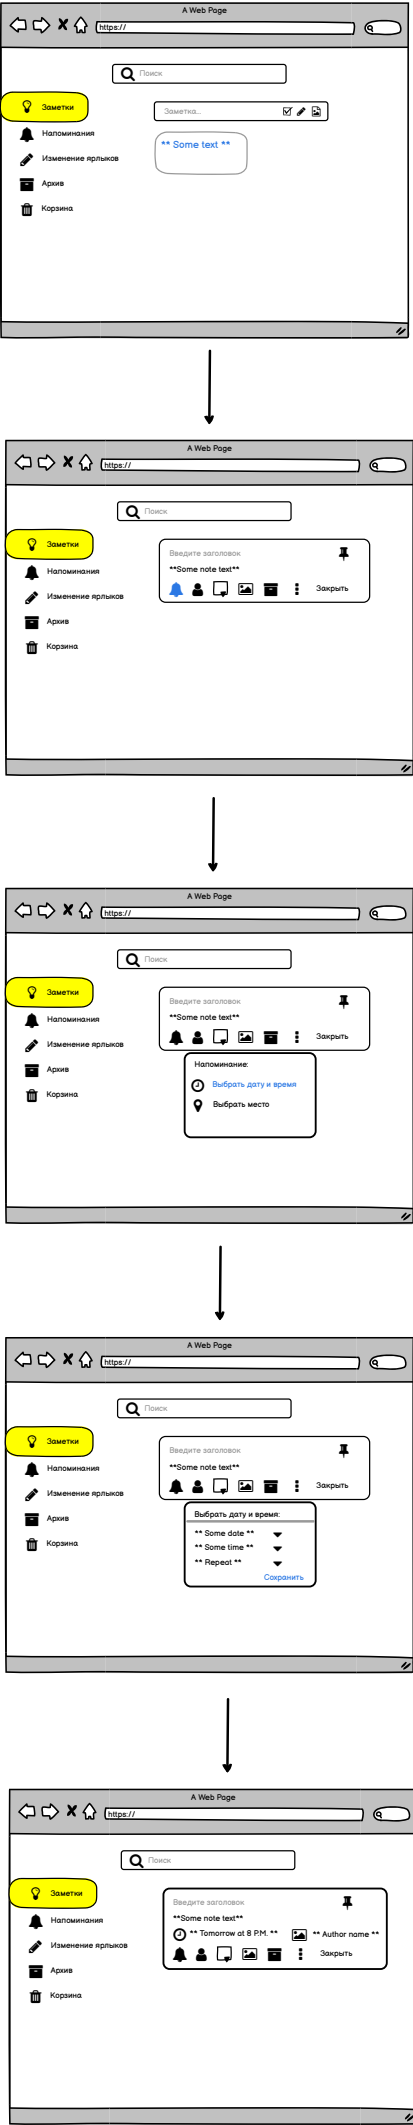 A Web Page
https://
Поиск
Заметки
Заметка...
Напоминания
** Some text **
Изменение ярлыков
Архив
Корзина
A Web Page
https://
Поиск
Заметки
Введите заголовок
**Some note text**
Напоминания
Закрыть
Изменение ярлыков
Архив
Корзина
A Web Page
https://
Поиск
Заметки
Введите заголовок
**Some note text**
Напоминания
Закрыть
Изменение ярлыков
Напоминание:
Архив
Выбрать дату и время
Корзина
Выбрать место
A Web Page
https://
Поиск
Заметки
Введите заголовок
**Some note text**
Напоминания
Закрыть
Изменение ярлыков
Выбрать дату и время:
Архив
** Some date **
Корзина
** Some time **
** Repeat **
Сохранить
A Web Page
https://
Поиск
Заметки
Введите заголовок
**Some note text**
Напоминания
** Tomorrow at 8 P.M. **
** Author name **
Изменение ярлыков
Закрыть
Архив
Корзина